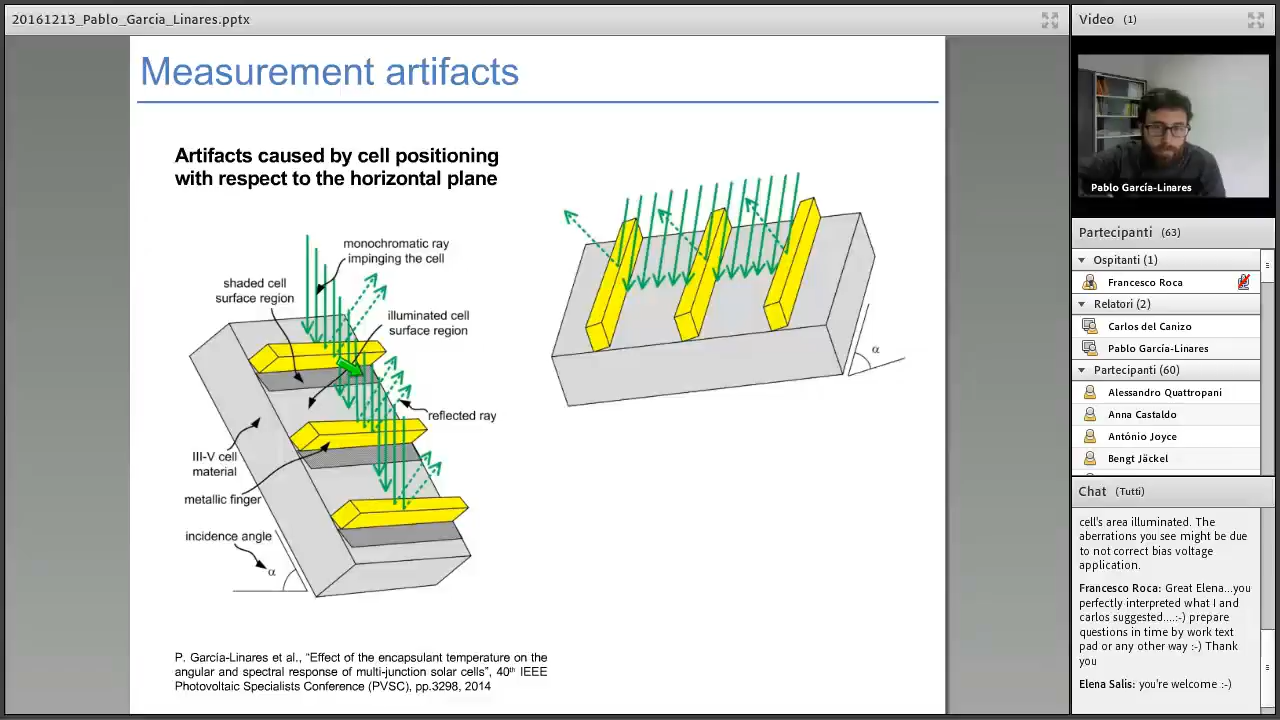 20161213_Pablo_Garcia_Linares.pptx
Measurement artifacts
Artifacts caused by cell positioning
with respect to the horizontal plane
monochromatic ray
impinging the cell
shaded cell
surface region
illuminated cell
surface region
reflected ray
III-V cell
material
metallic finger
incidence angle
α
α
P. García-Linares et al., “Effect of the encapsulant temperature on the
angular and spectral response of multi-junction solar cells”, 40th IEEE
Photovoltaic Specialists Conference (PVSC), pp.3298, 2014
Video (1)
Pablo García-Linares
Partecipanti (63)
Ospitanti (1)
Francesco Roca
Relatori (2)
Carlos del Canizo
Pablo García-Linares
Partecipanti (60)
Alessandro Quattropani
Anna Castaldo
António Joyce
Bengt Jäckel
Chat (Tutti)
cell's area illuminated. The
aberrations you see might be due
to not correct bias voltage
application.
Francesco Roca: Great Elena...you
perfectly interpreted what I and
carlos suggested....:-) prepare
questions in time by work text
pad or any other way :-) Thank
you
Elena Salis: you're welcome :-)